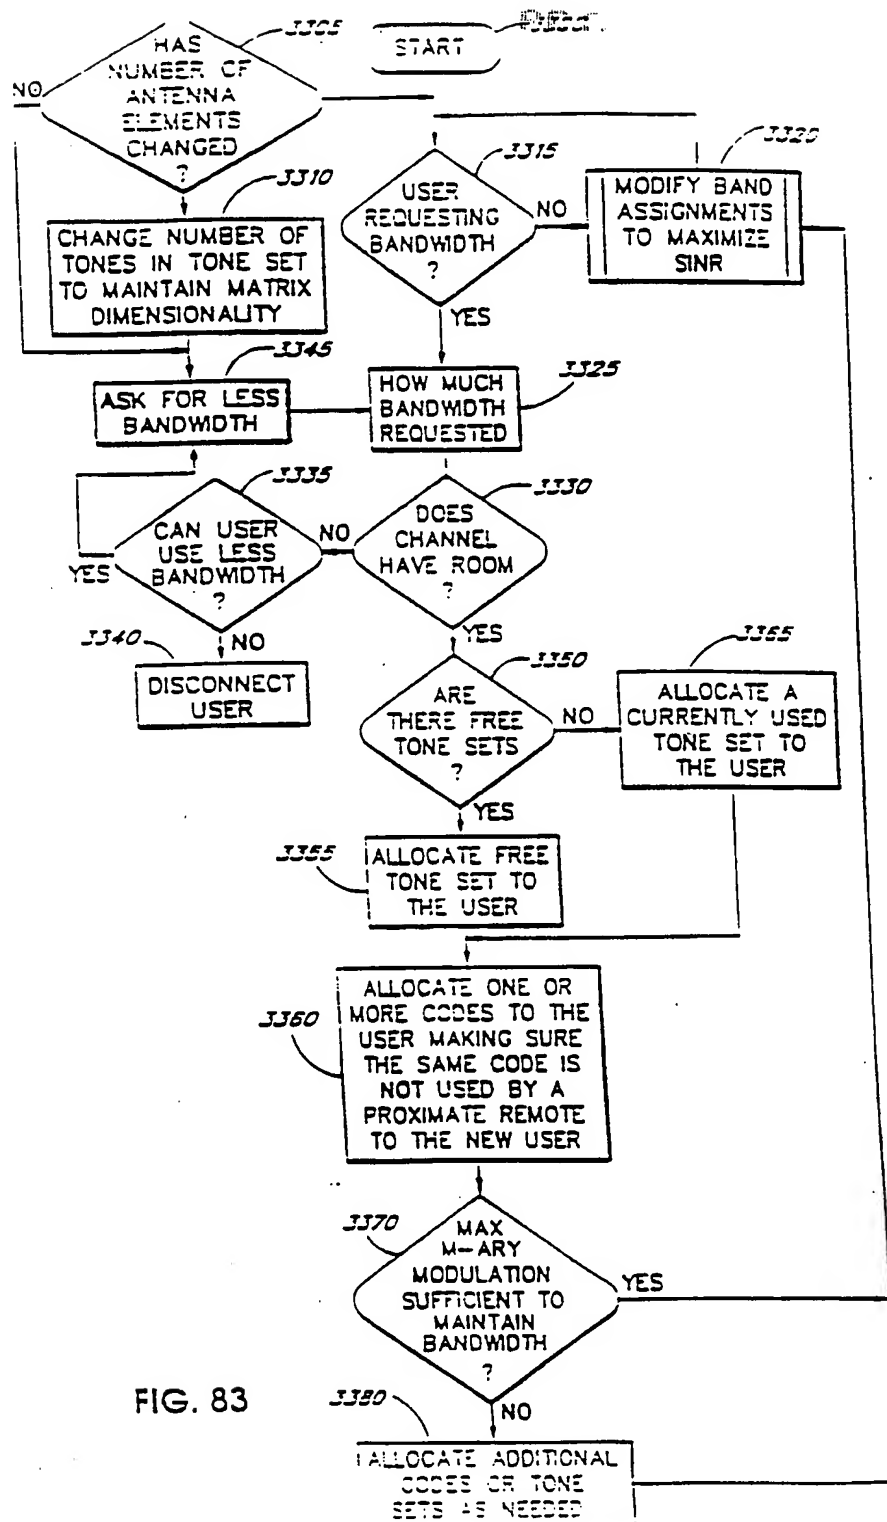 3305
HAS
NUMBER OF
ANTENNA
ELEMENTS
CHANGED
?
NO
START
3310
CHANGE NUMBER OF
TONES IN TONE SET
TO MAINTAIN MATRIX
DIMENSIONALITY
3315
USER
REQUESTING
BANDWIDTH
?
NO
YES
3320
MODIFY BAND
ASSIGNMENTS
TO MAXIMIZE
SINR
3345
ASK FOR LESS
BANDWIDTH
3325
HOW MUCH
BANDWIDTH
REQUESTED
3335
CAN USER
USE LESS
BANDWIDTH
?
YES
NO
3330
DOES
CHANNEL
HAVE ROOM
?
NO
YES
3340
DISCONNECT
USER
3350
ARE
THERE FREE
TONE SETS
?
NO
YES
3365
ALLOCATE A
CURRENTLY USED
TONE SET TO
THE USER
3355
ALLOCATE FREE
TONE SET TO
THE USER
3360
ALLOCATE ONE OR
MORE CODES TO THE
USER MAKING SURE
THE SAME CODE IS
NOT USED BY A
PROXIMATE REMOTE
TO THE NEW USER
3370
MAX
M-ARY
MODULATION
SUFFICIENT TO
MAINTAIN
BANDWIDTH
?
YES
NO
3380
ALLOCATE ADDITIONAL
CODES OR TONE
SETS AS NEEDED
FIG. 83